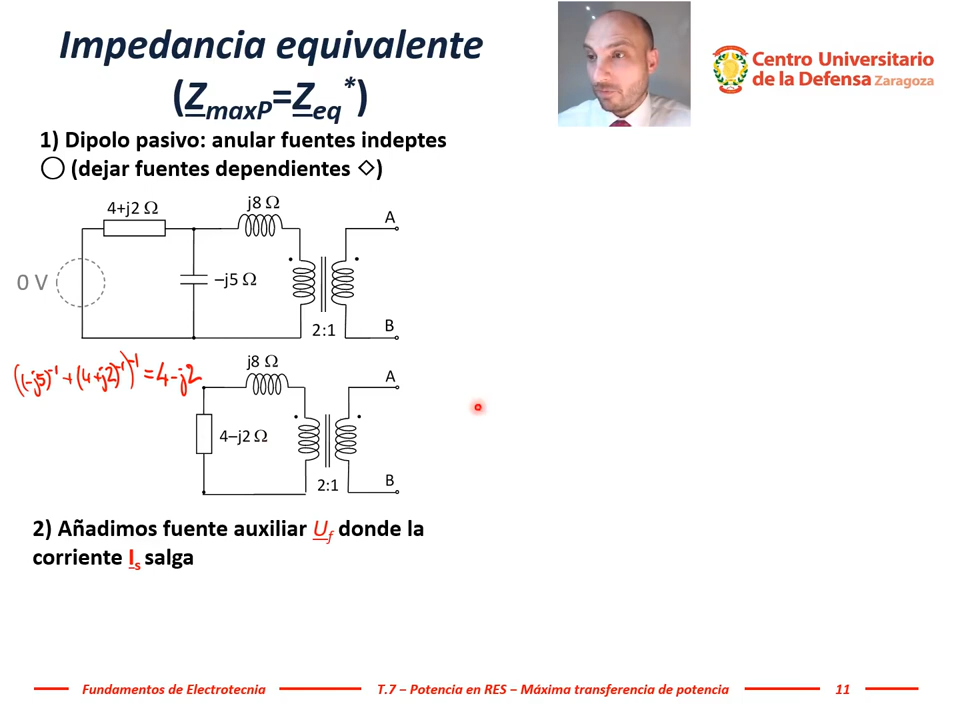 Impedancia equivalente
(Z_maxP=Z_eq*)
Centro Universitario
de la Defensa Zaragoza
1) Dipolo pasivo: anular fuentes indeptes
◯ (dejar fuentes dependientes ◇)
4+j2 Ω
j8 Ω
A
0 V
–j5 Ω
2:1
B
((-j5)⁻¹ + (4+j2)⁻¹)⁻¹ = 4-j2
j8 Ω
A
4–j2 Ω
2:1
B
2) Añadimos fuente auxiliar U_f donde la
corriente I_s salga
Fundamentos de Electrotecnia
T.7 – Potencia en RES – Máxima transferencia de potencia
11